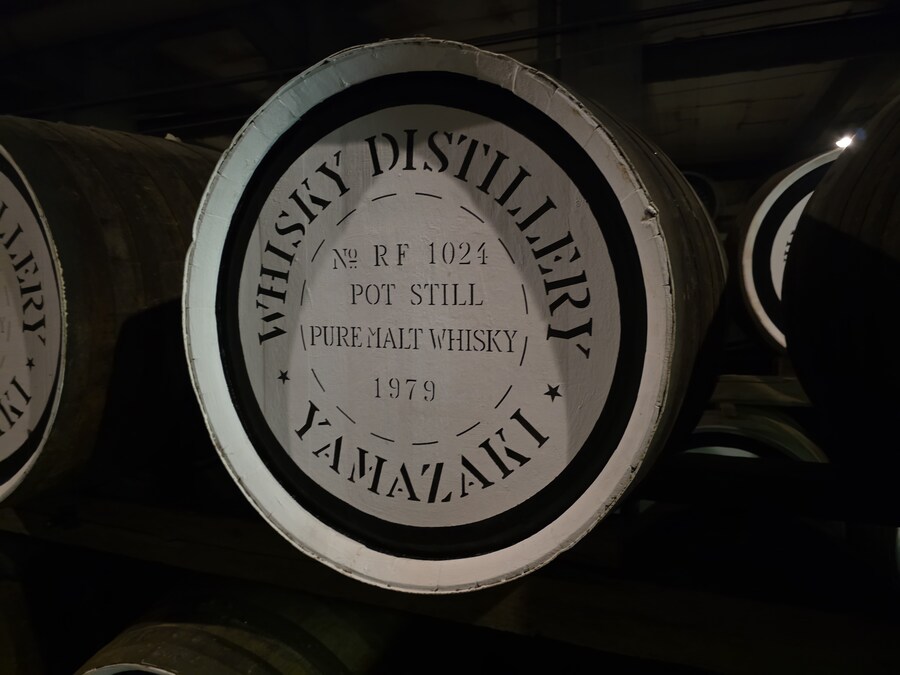 WHISKY DISTILLERY
Nº RF 1024
POT STILL
PURE MALT WHISKY
1979
YAMAZAKI